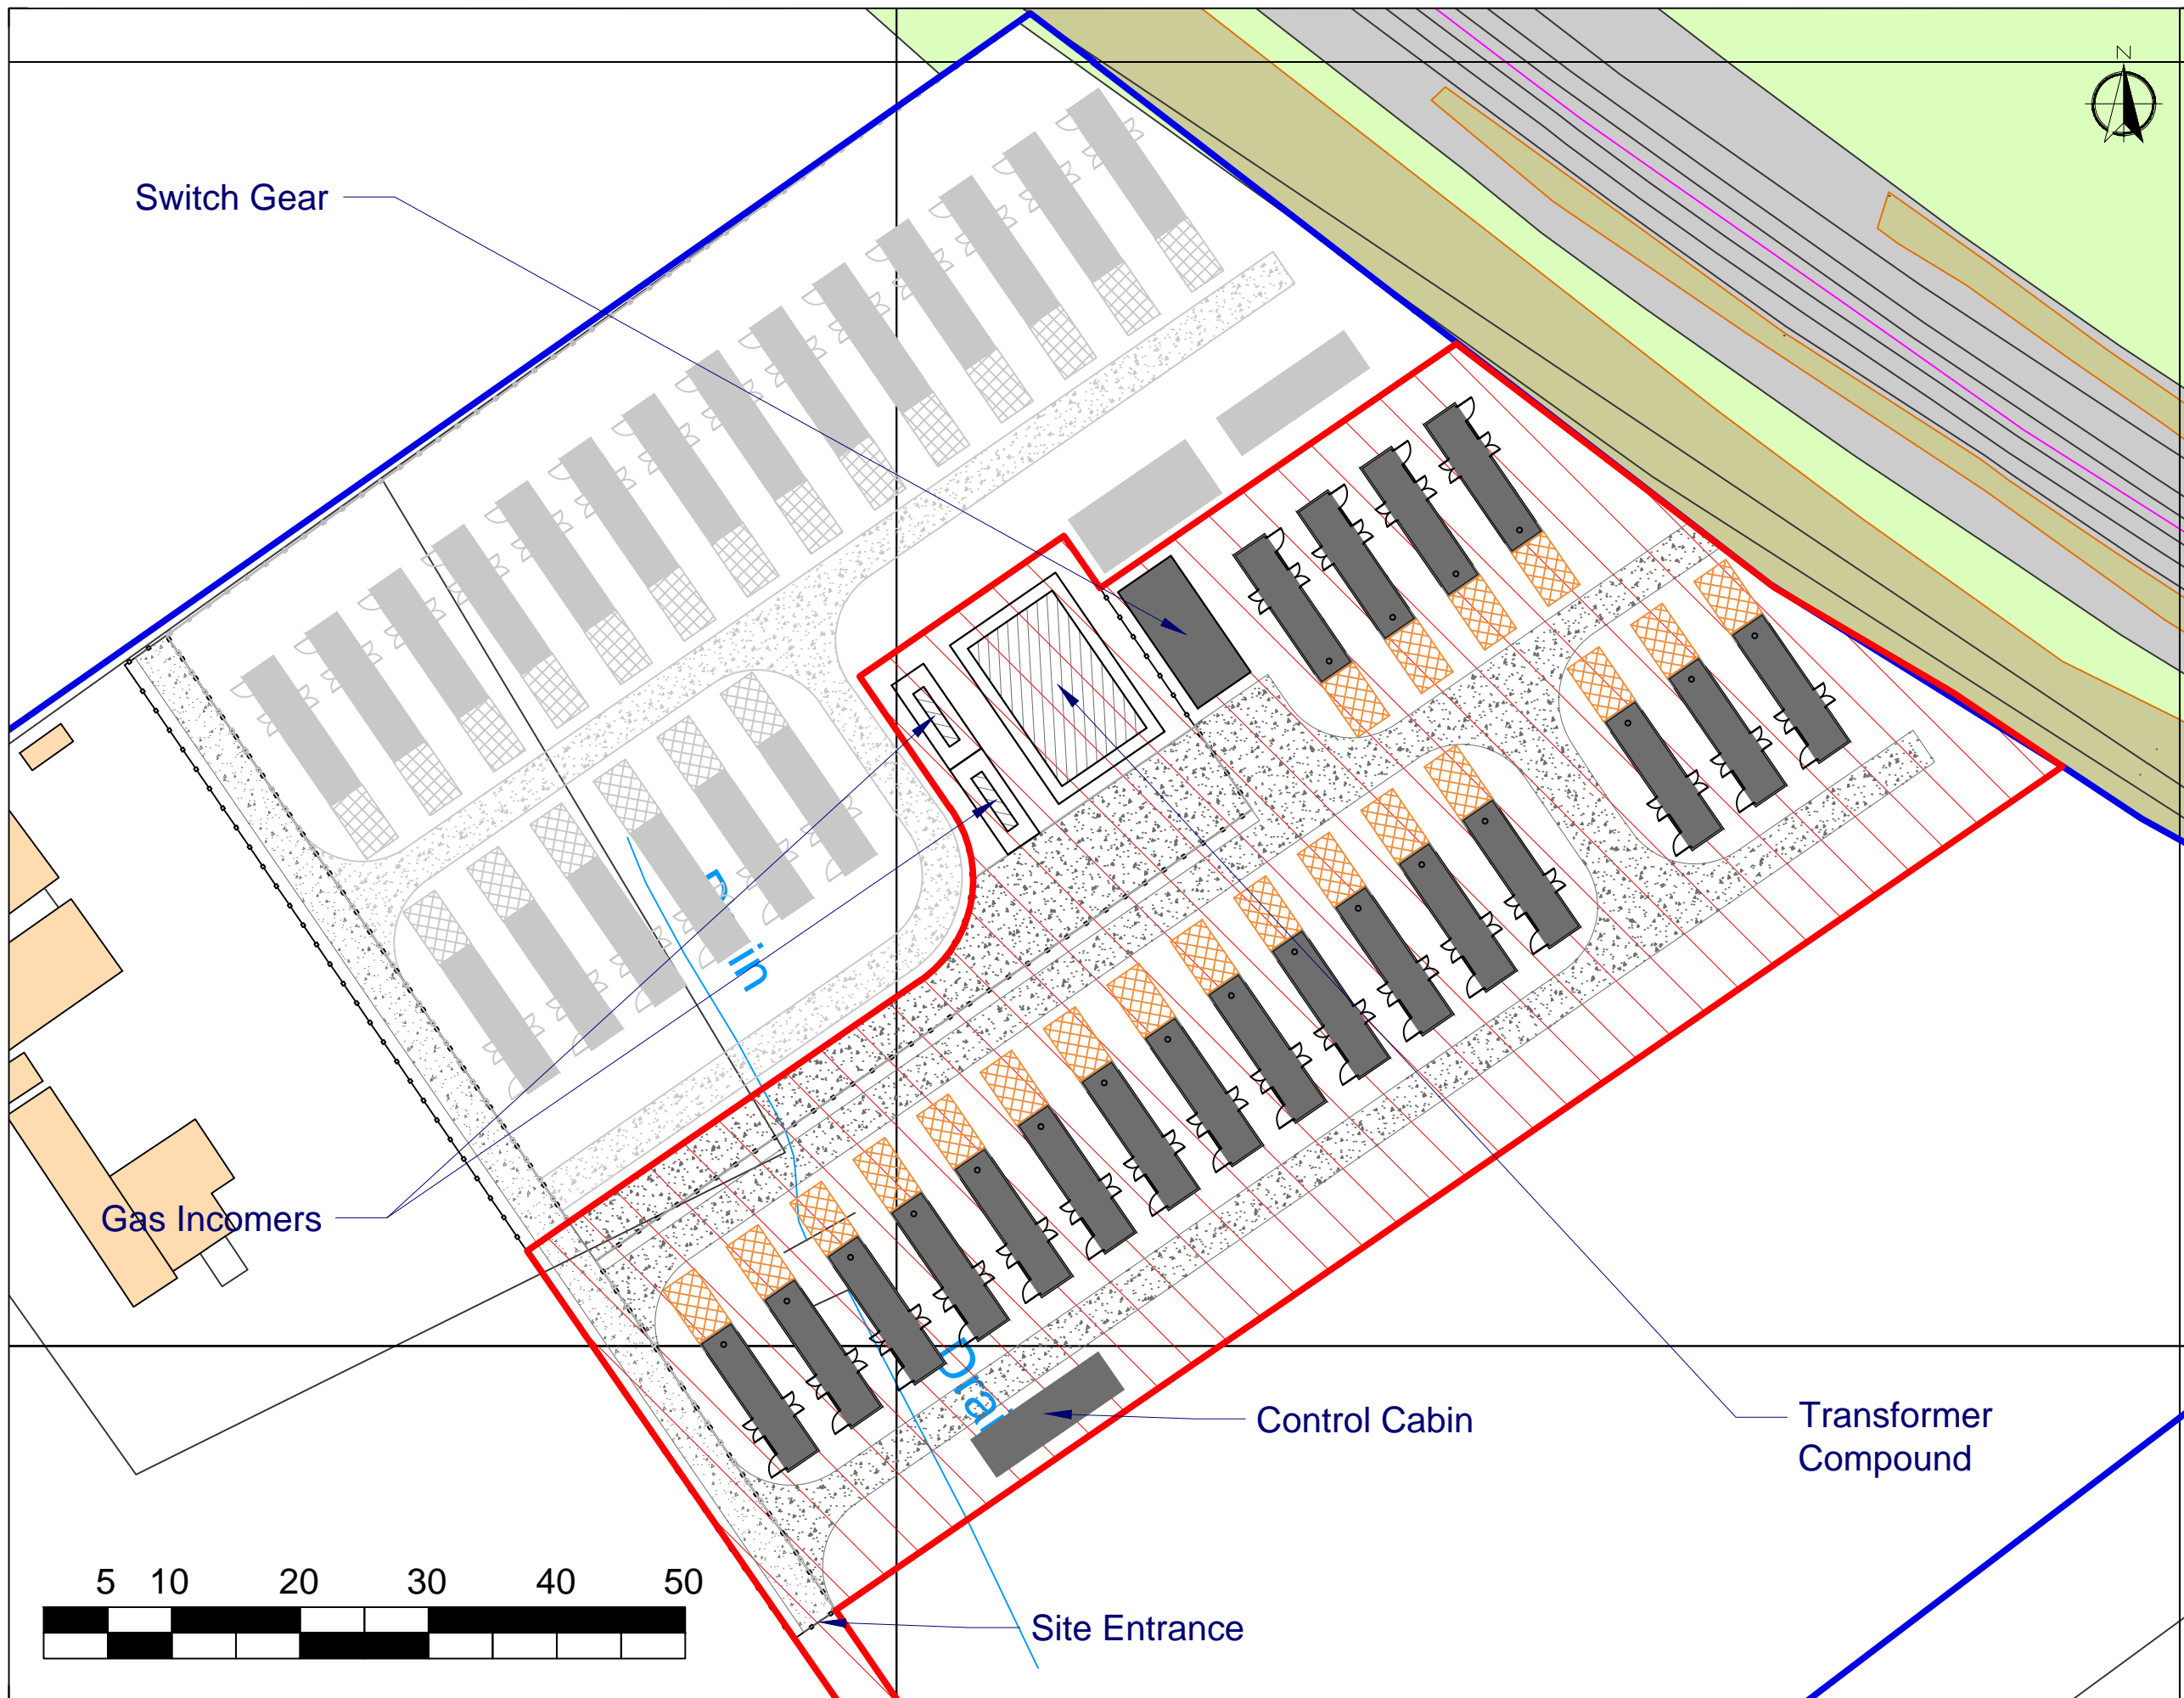 N
Switch Gear
Gas Incomers
Control Cabin
Transformer
Compound
5 10 20 30 40 50
Site Entrance